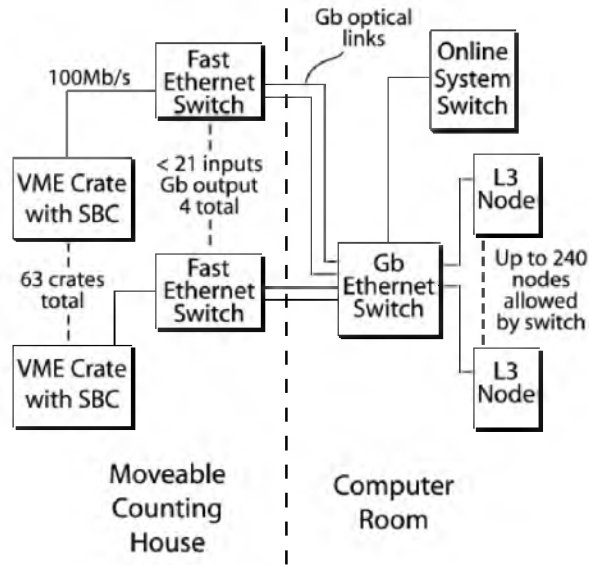 Gb optical
links
100Mb/s
Fast
Ethernet
Switch
Online
System
Switch
VME Crate
with SBC
< 21 inputs
Gb output
4 total
L3
Node
63 crates
total
Fast
Ethernet
Switch
Gb
Ethernet
Switch
Up to 240
nodes
allowed
by switch
VME Crate
with SBC
L3
Node
Moveable
Counting
House
Computer
Room